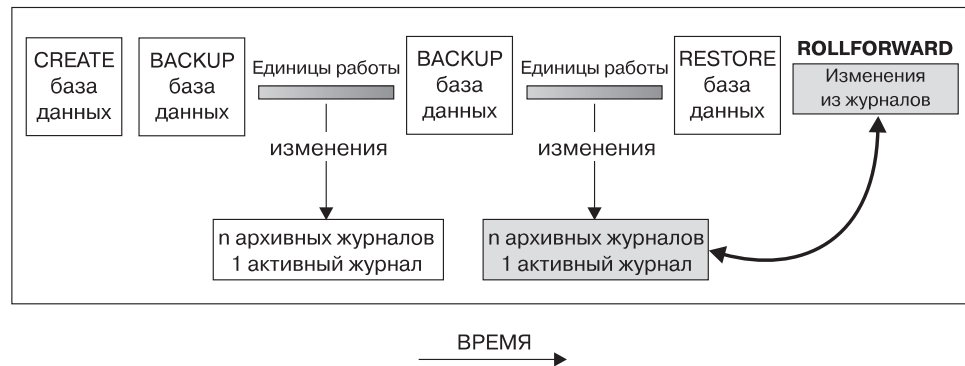 CREATE
база
данных
BACKUP
база
данных
Единицы работы
изменения
n архивных журналов
1 активный журнал
BACKUP
база
данных
Единицы работы
изменения
n архивных журналов
1 активный журнал
RESTORE
база
данных
ROLLFORWARD
Изменения
из журналов
ВРЕМЯ